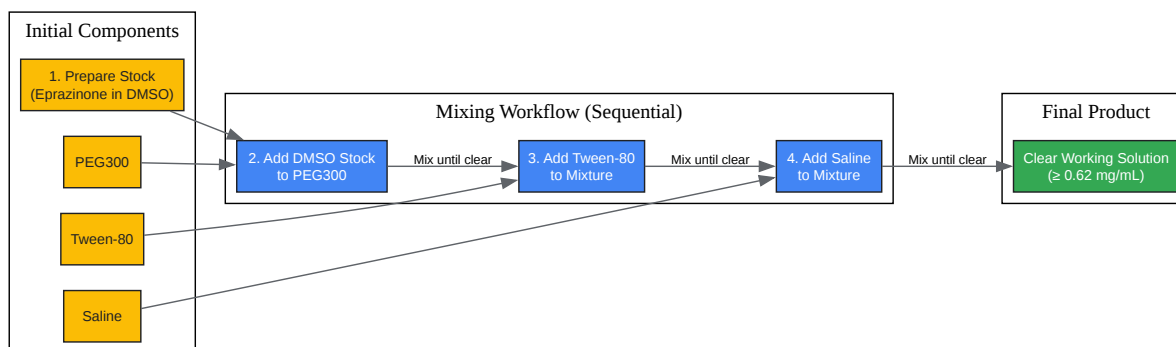 Initial Components
1. Prepare Stock
(Eprazinone in DMSO)
PEG300
Tween-80
Saline
Mixing Workflow (Sequential)
2. Add DMSO Stock
to PEG300
Mix until clear
3. Add Tween-80
to Mixture
Mix until clear
4. Add Saline
to Mixture
Mix until clear
Final Product
Clear Working Solution
(≥ 0.62 mg/mL)